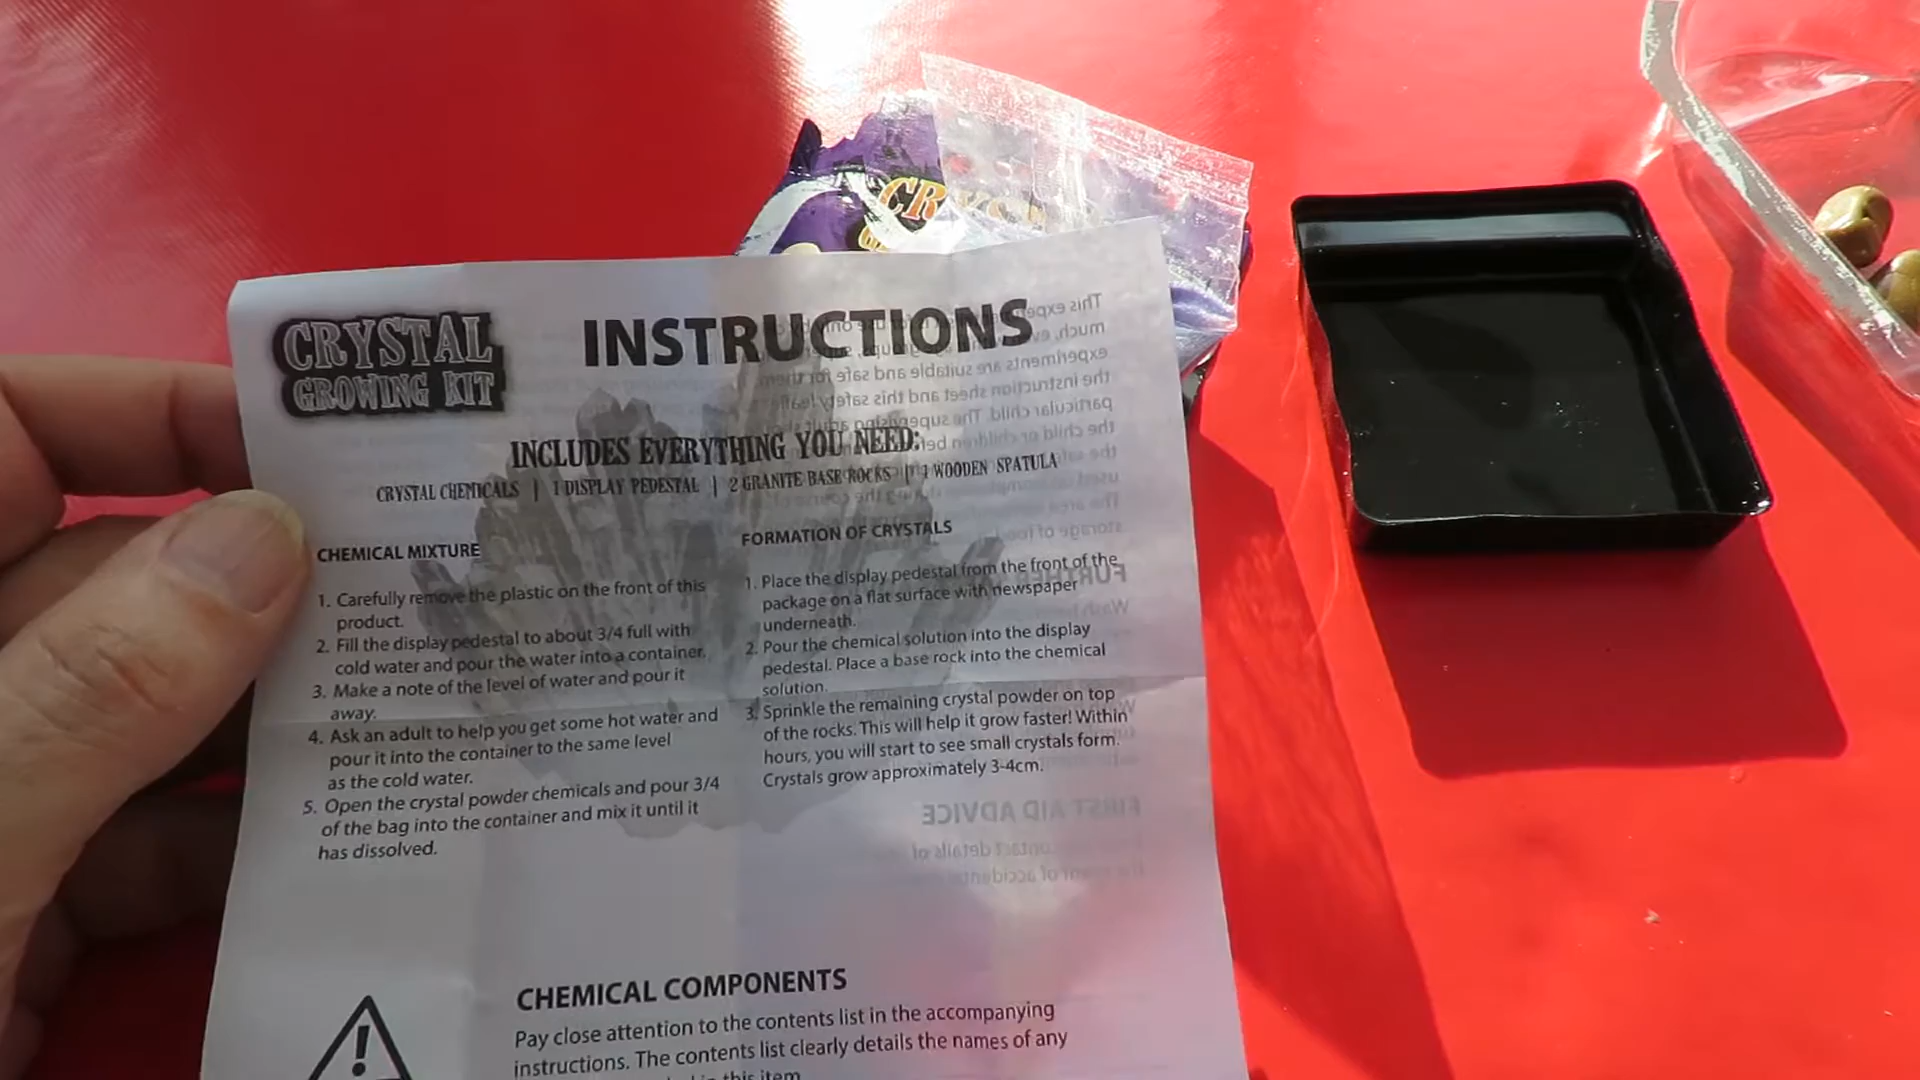 CRYSTAL
GROWING KIT
INSTRUCTIONS
INCLUDES EVERYTHING YOU NEED:
CRYSTAL CHEMICALS | 1 DISPLAY PEDESTAL | 2 GRANITE BASE ROCKS | 1 WOODEN SPATULA
CHEMICAL MIXTURE
1. Carefully remove the plastic on the front of this
product.
2. Fill the display pedestal to about 3/4 full with
cold water and pour the water into a container.
3. Make a note of the level of water and pour it
away.
4. Ask an adult to help you get some hot water and
pour it into the container to the same level
as the cold water.
5. Open the crystal powder chemicals and pour 3/4
of the bag into the container and mix it until it
has dissolved.
FORMATION OF CRYSTALS
1. Place the display pedestal from the front of the
package on a flat surface with newspaper
underneath.
2. Pour the chemical solution into the display
pedestal. Place a base rock into the chemical
solution.
3. Sprinkle the remaining crystal powder on top
of the rocks. This will help it grow faster! Within
hours, you will start to see small crystals form.
Crystals grow approximately 3-4cm.
CHEMICAL COMPONENTS
Pay close attention to the contents list in the accompanying
instructions. The contents list clearly details the names of any
in this item
FIRST AID ADVICE
CRYS